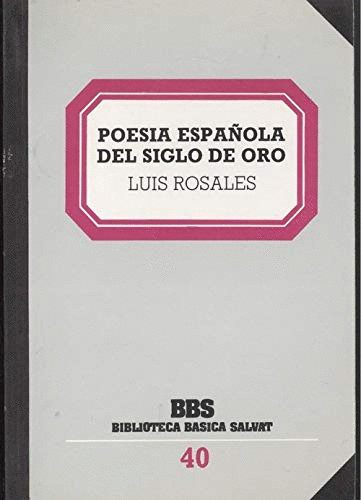 POESIA ESPAÑOLA
DEL SIGLO DE ORO
LUIS ROSALES
BBS
BIBLIOTECA BASICA SALVAT
40